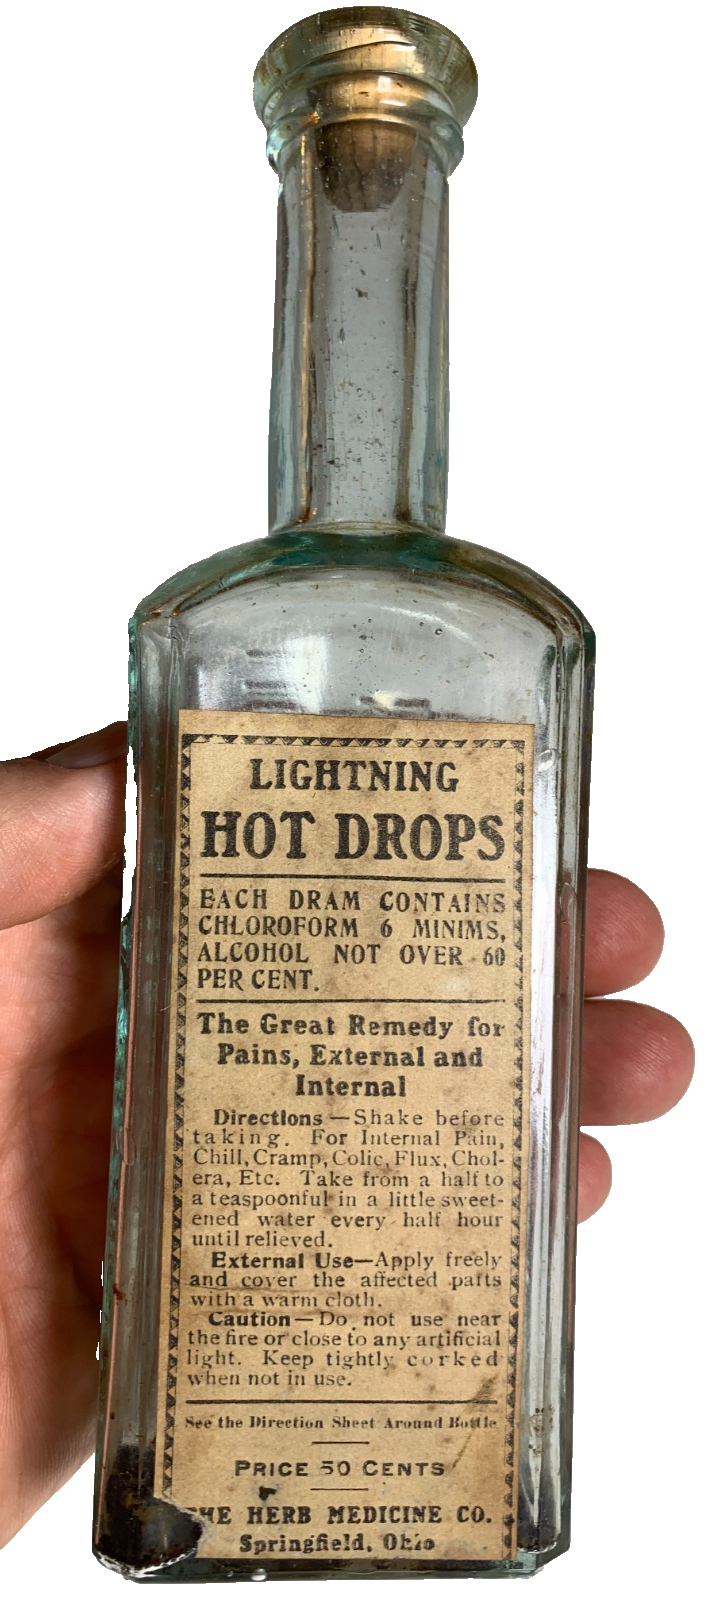 LIGHTNING
HOT DROPS
EACH DRAM CONTAINS
CHLOROFORM 6 MINIMS,
ALCOHOL NOT OVER 60
PER CENT.
The Great Remedy for
Pains, External and
Internal
Directions—Shake before
taking. For Internal Pain,
Chill, Cramp, Colic, Flux, Chol-
era, Etc. Take from a half to
a teaspoonful in a little sweet-
ened water every half hour
until relieved.
External Use—Apply freely
and cover the affected parts
with a warm cloth.
Caution—Do not use near
the fire or close to any artificial
light. Keep tightly corked
when not in use.
See the Direction Sheet Around Bottle
PRICE 50 CENTS
THE HERB MEDICINE CO.
Springfield, Ohio